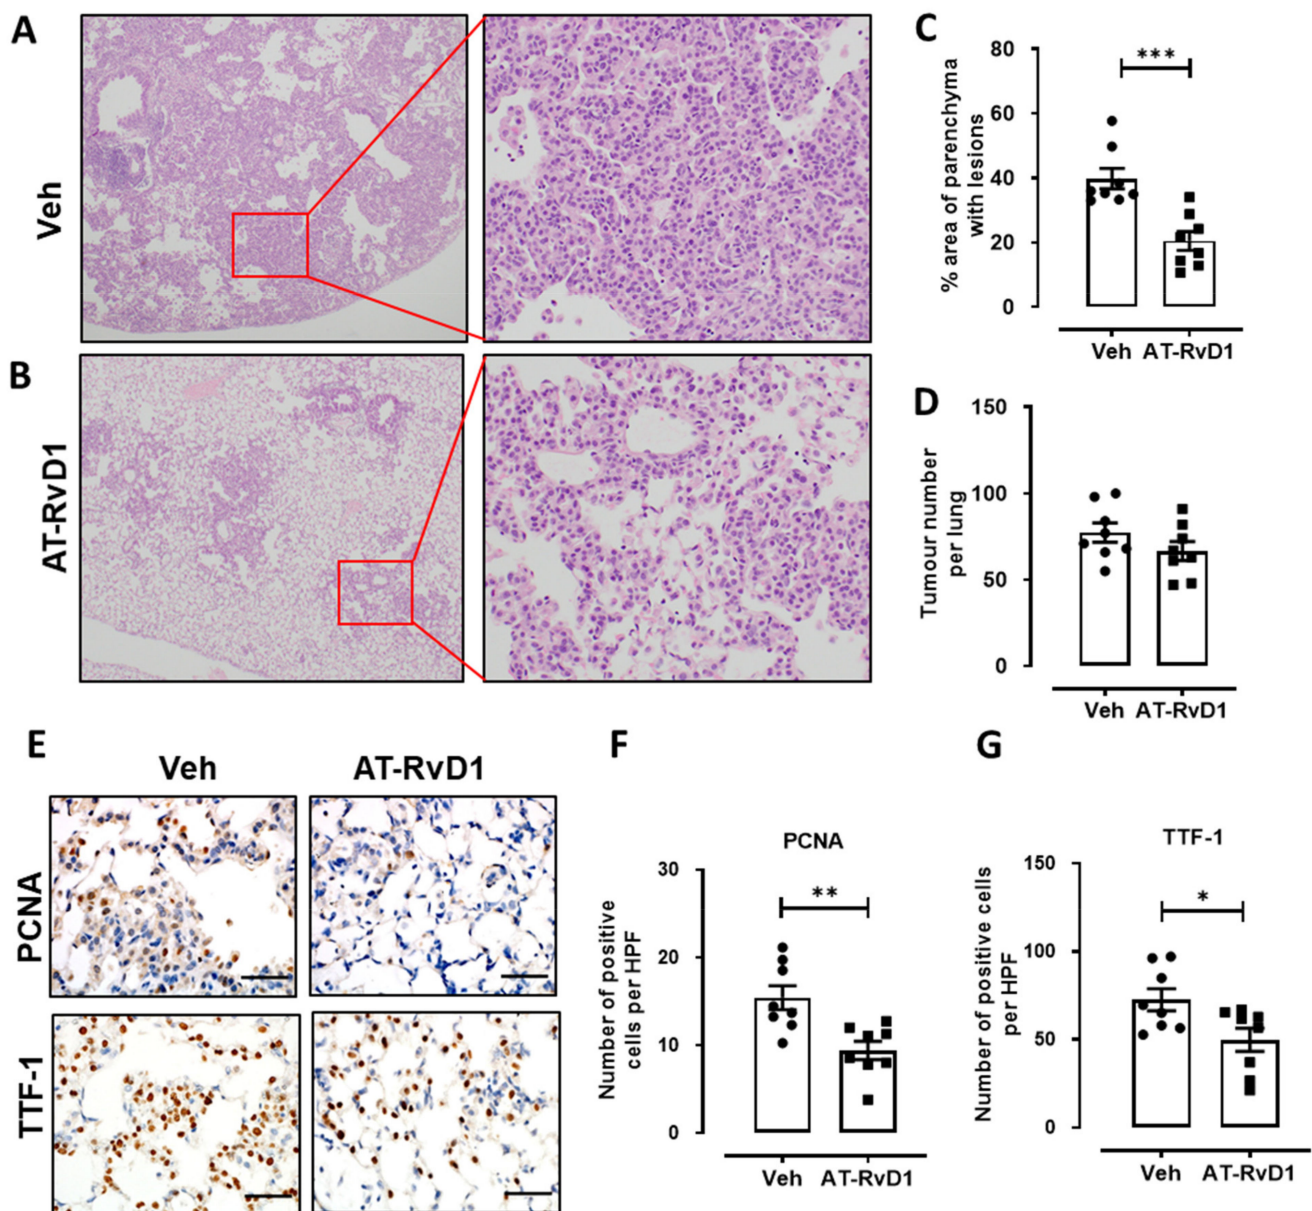 A
Veh
B
AT-RvD1
C
% area of parenchyma
with lesions
80
60
40
20
0
***
Veh AT-RvD1
D
Tumour number
per lung
150
100
50
0
Veh AT-RvD1
E
Veh AT-RvD1
PCNA
TTF-1
F
PCNA
Number of positive
cells per HPF
30
20
10
0
**
Veh AT-RvD1
G
TTF-1
Number of positive cells
per HPF
150
100
50
0
*
Veh AT-RvD1